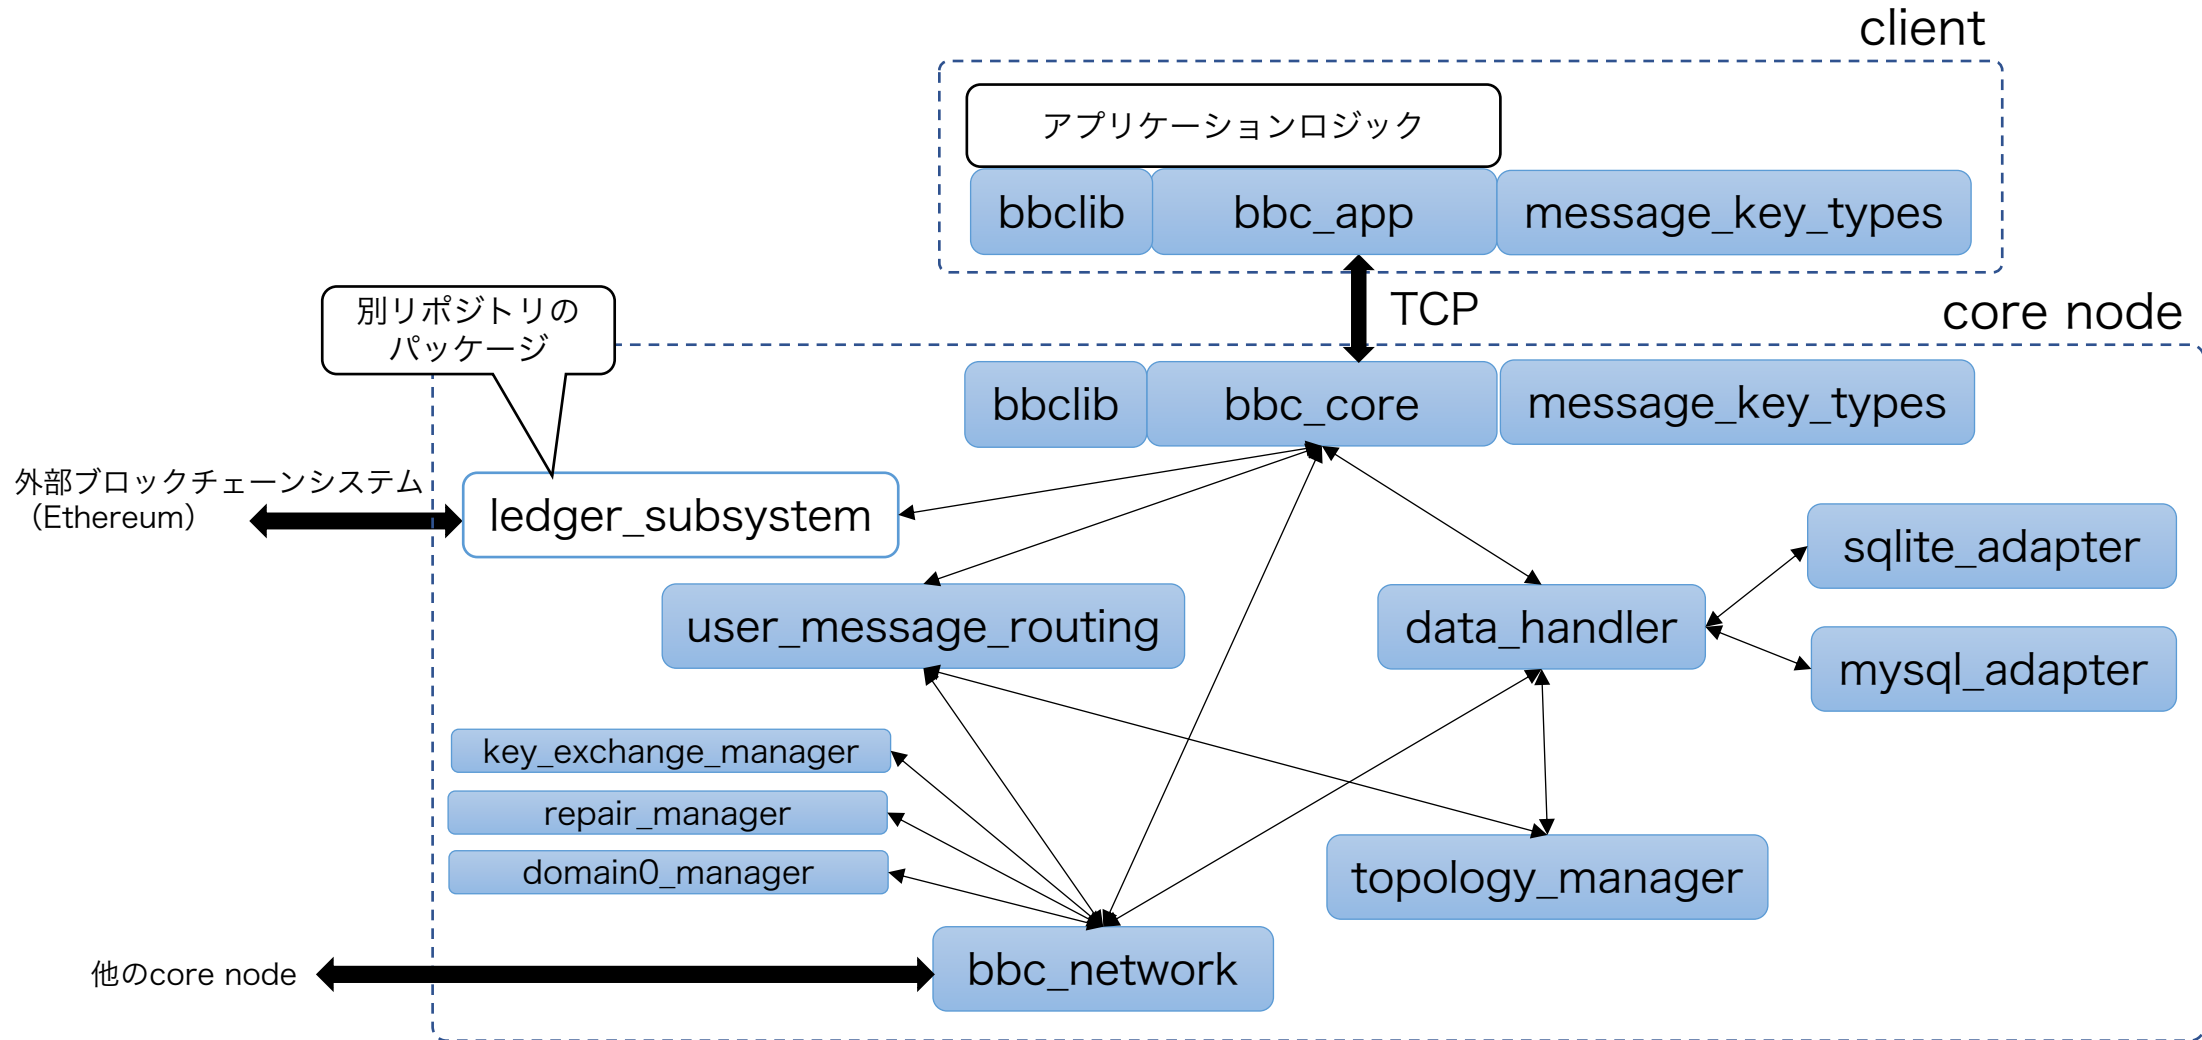 client
アプリケーションロジック
bbclib
bbc_app
message_key_types
TCP
core node
別リポジトリの
パッケージ
bbclib
bbc_core
message_key_types
外部ブロックチェーンシステム
（Ethereum）
ledger_subsystem
sqlite_adapter
user_message_routing
data_handler
mysql_adapter
key_exchange_manager
repair_manager
domain0_manager
topology_manager
他のcore node
bbc_network